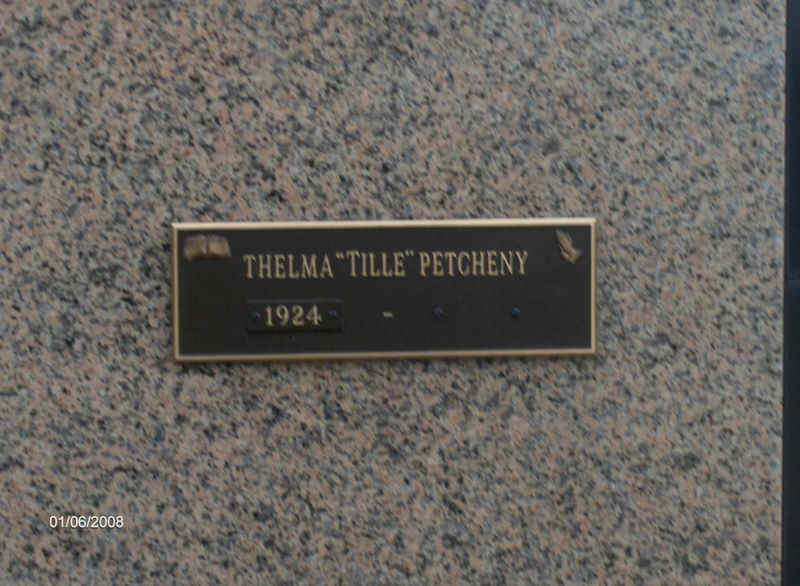 THELMA "TILLE" PETCHENY
1924 -
01/06/2008